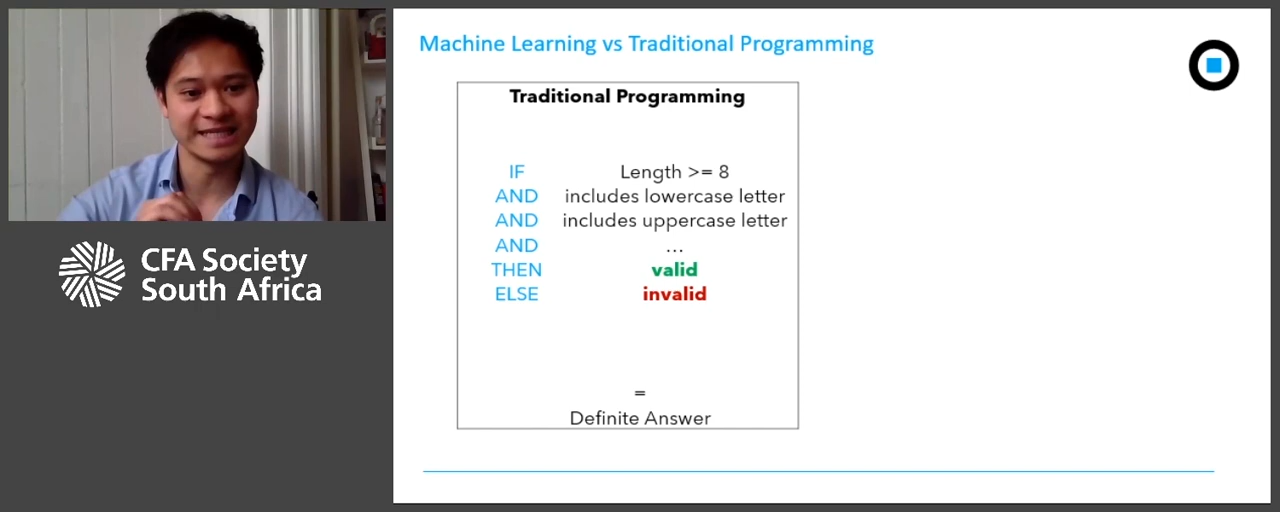 Machine Learning vs Traditional Programming
Traditional Programming
IF Length >= 8
AND includes lowercase letter
AND includes uppercase letter
AND ...
THEN valid
ELSE invalid
=
Definite Answer
CFA Society
South Africa